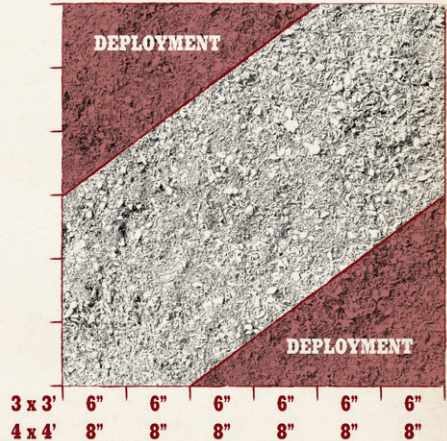 DEPLOYMENT
DEPLOYMENT
3 x 3' 6” 6” 6” 6” 6” 6”
4 x 4' 8” 8” 8” 8” 8” 8”